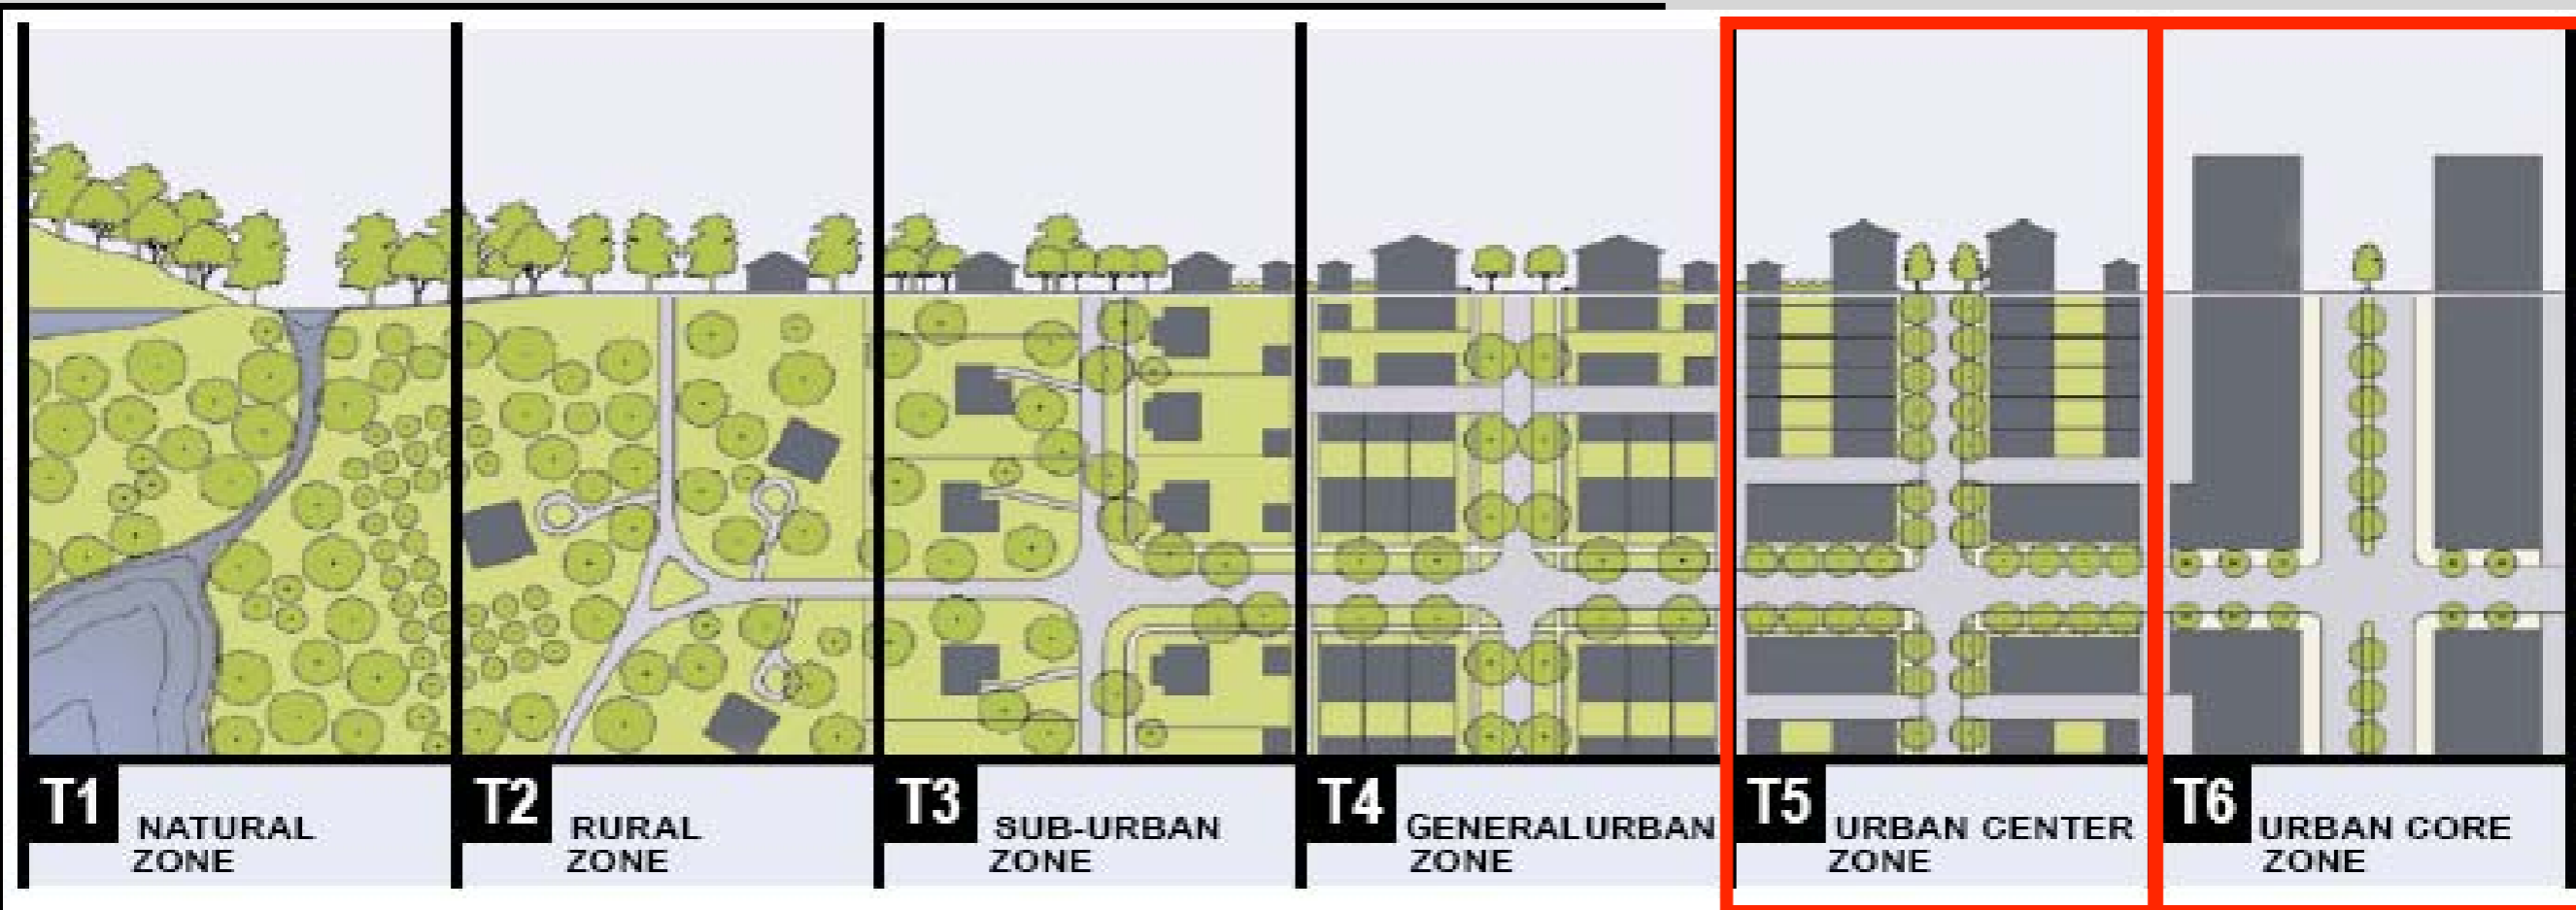 T1
NATURAL
ZONE
T2
RURAL
ZONE
T3
SUB-URBAN
ZONE
T4
GENERAL URBAN
ZONE
T5
URBAN CENTER
ZONE
T6
URBAN CORE
ZONE